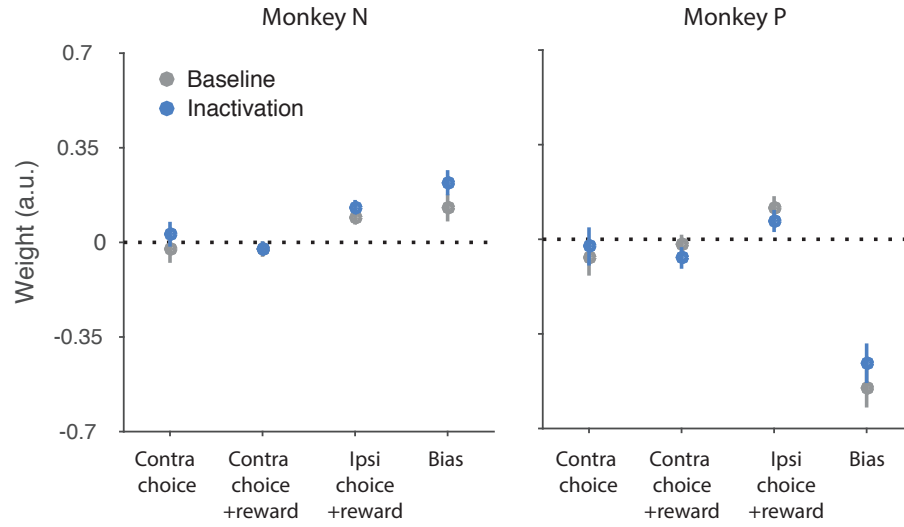 Monkey N
Monkey P
0.7
0.35
0
-0.35
-0.7
Weight (a.u.)
Baseline
Inactivation
Contra
choice
Contra
choice
+reward
Ipsi
choice
+reward
Bias
Contra
choice
Contra
choice
+reward
Ipsi
choice
+reward
Bias